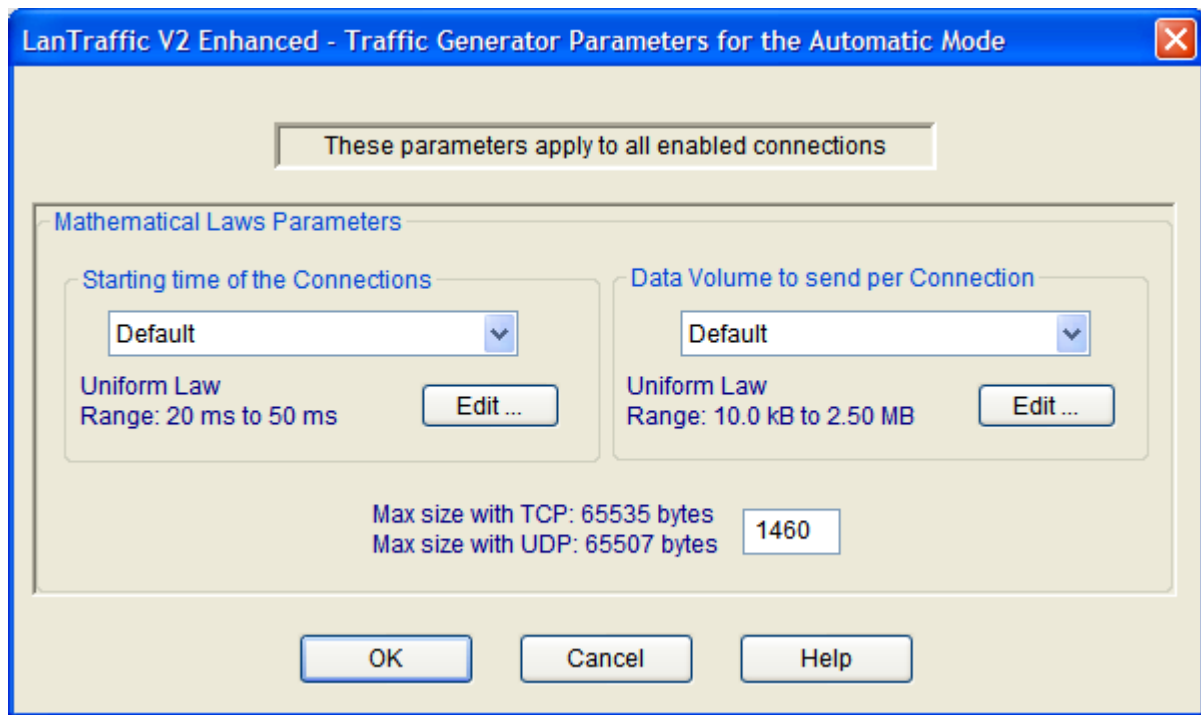 LanTraffic V2 Enhanced - Traffic Generator Parameters for the Automatic Mode
These parameters apply to all enabled connections
Mathematical Laws Parameters
Starting time of the Connections
Default
Uniform Law
Range: 20 ms to 50 ms
Edit ...
Data Volume to send per Connection
Default
Uniform Law
Range: 10.0 kB to 2.50 MB
Edit ...
Max size with TCP: 65535 bytes
Max size with UDP: 65507 bytes
1460
OK
Cancel
Help